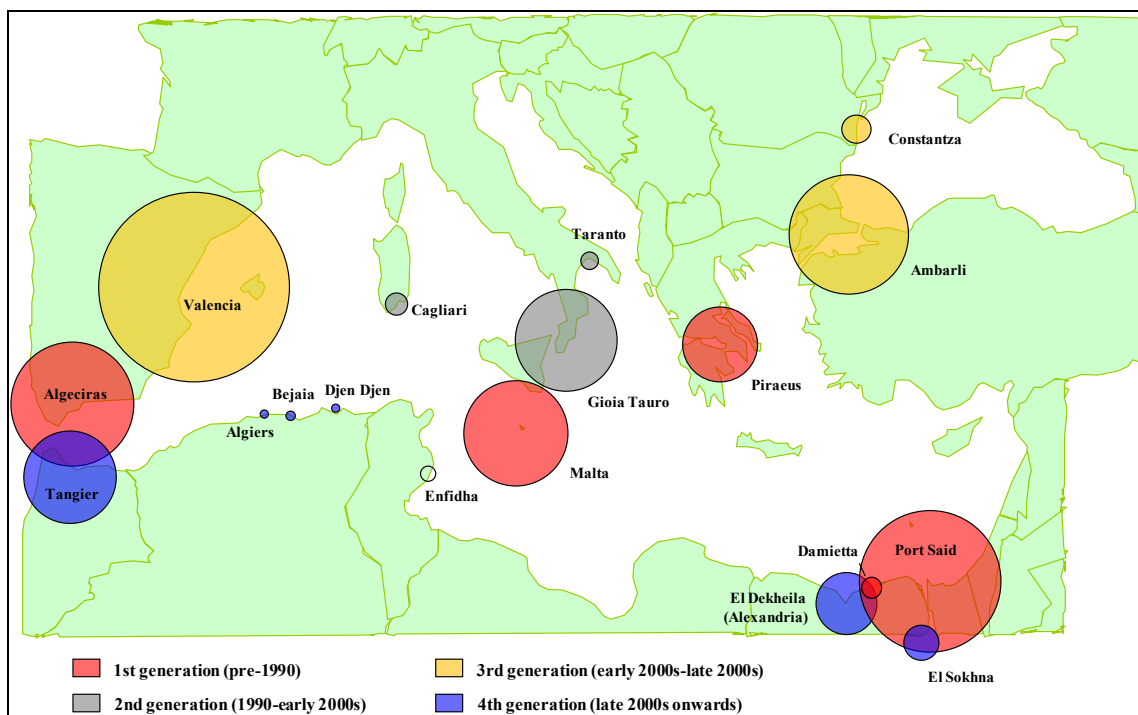 Constantza
Taranto
Ambarli
Valencia
Cagliari
Piraeus
Algeciras
Bejaia
Djen Djen
Gioia Tauro
Algiers
Malta
Tangier
Enfidha
Damietta
Port Said
El Dekheila
(Alexandria)
El Sokhna
1st generation (pre-1990)
3rd generation (early 2000s-late 2000s)
2nd generation (1990-early 2000s)
4th generation (late 2000s onwards)